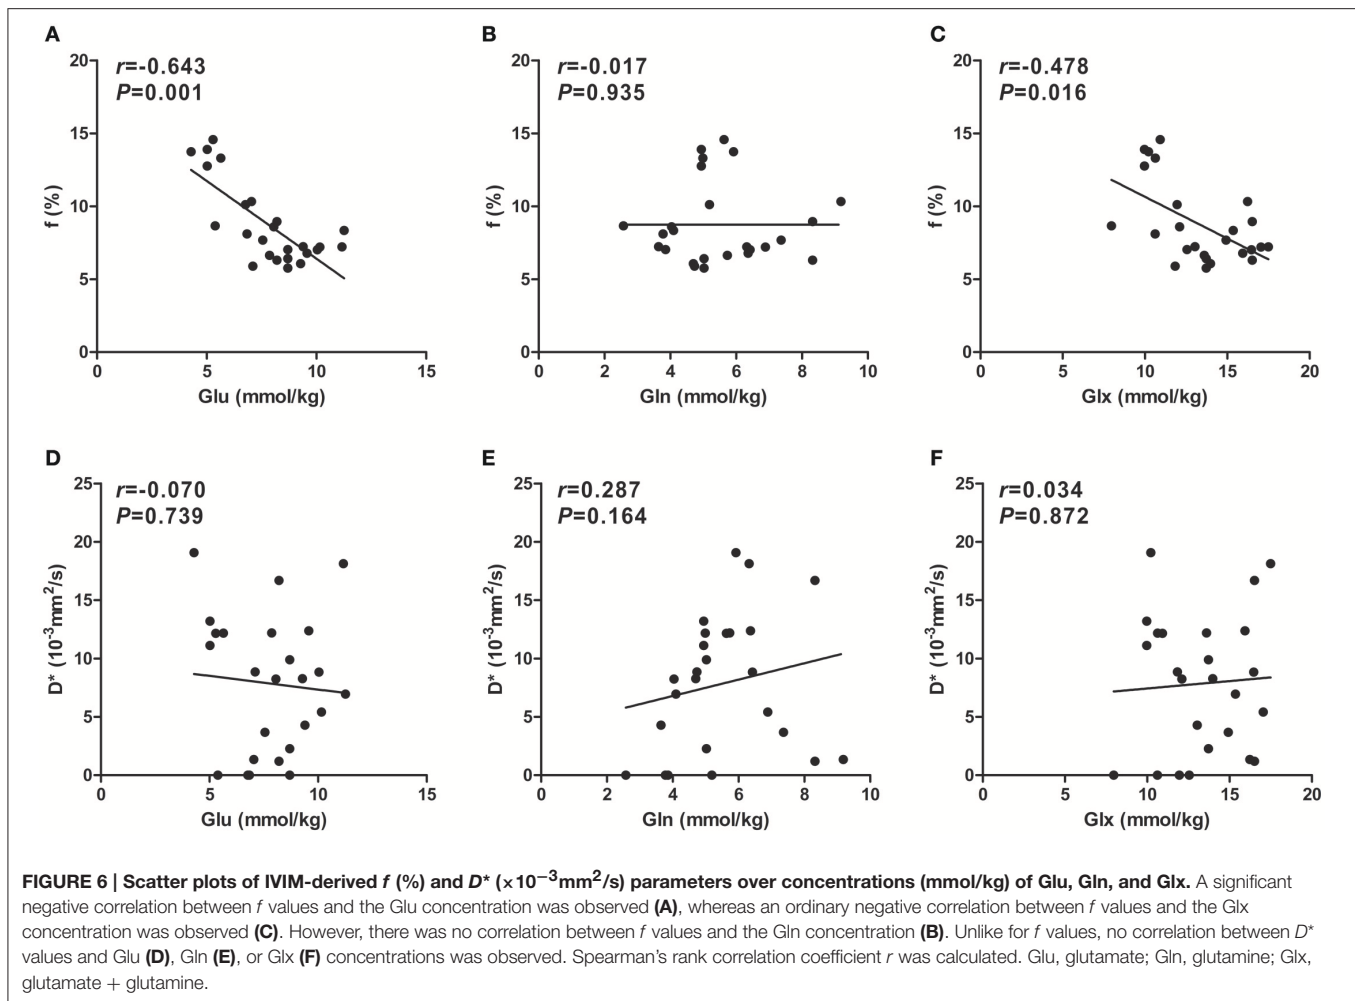 A
r=-0.643
P=0.001
20
15
10
5
0
f (%)
0 5 10 15
Glu (mmol/kg)
B
r=-0.017
P=0.935
20
15
10
5
0
f (%)
0 2 4 6 8 10
Gln (mmol/kg)
C
r=-0.478
P=0.016
20
15
10
5
0
f (%)
0 5 10 15 20
Glx (mmol/kg)
D
r=-0.070
P=0.739
25
20
15
10
5
0
D* (10⁻³mm²/s)
0 5 10 15
Glu (mmol/kg)
E
r=0.287
P=0.164
25
20
15
10
5
0
D* (10⁻³mm²/s)
0 2 4 6 8 10
Gln (mmol/kg)
F
r=0.034
P=0.872
25
20
15
10
5
0
D* (10⁻³mm²/s)
0 5 10 15 20
Glx (mmol/kg)
FIGURE 6 | Scatter plots of IVIM-derived f (%) and D* (×10⁻³mm²/s) parameters over concentrations (mmol/kg) of Glu, Gln, and Glx. A significant
negative correlation between f values and the Glu concentration was observed (A), whereas an ordinary negative correlation between f values and the Glx
concentration was observed (C). However, there was no correlation between f values and the Gln concentration (B). Unlike for f values, no correlation between D*
values and Glu (D), Gln (E), or Glx (F) concentrations was observed. Spearman's rank correlation coefficient r was calculated. Glu, glutamate; Gln, glutamine; Glx,
glutamate + glutamine.